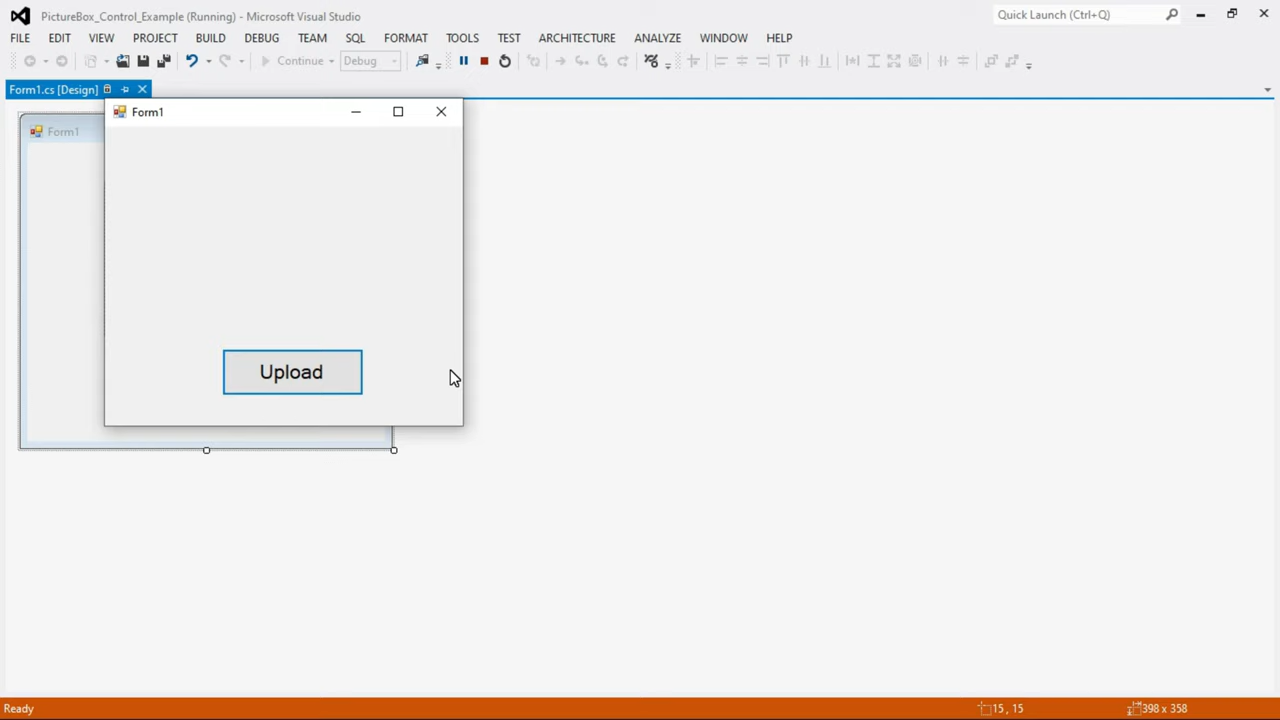 PictureBox_Control_Example (Running) - Microsoft Visual Studio
Quick Launch (Ctrl+Q)
FILE EDIT VIEW PROJECT BUILD DEBUG TEAM SQL FORMAT TOOLS TEST ARCHITECTURE ANALYZE WINDOW HELP
Continue Debug
Form1.cs [Design]
Form1
Form1
Upload
Ready 15 , 15 398 x 358